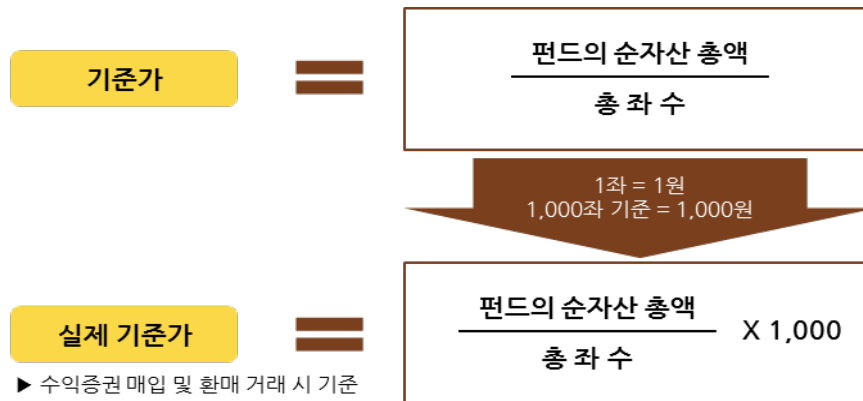 기준가
펀드의 순자산 총액
총 좌 수
1좌 = 1원
1,000좌 기준 = 1,000원
실제 기준가
펀드의 순자산 총액
총 좌 수
X 1,000
▶ 수익증권 매입 및 환매 거래 시 기준